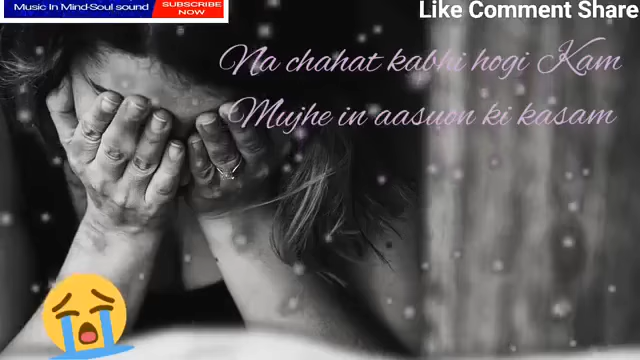 Music In Mind-Soul sound
SUBSCRIBE
NOW
Like Comment Share
Na chahat kabhi hogi Kam
Mujhe in aasuon ki kasam